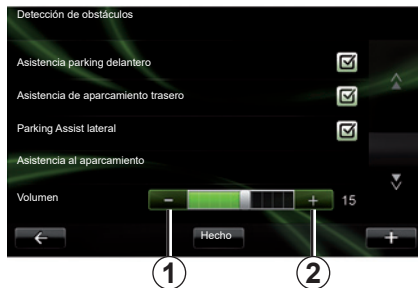 Detección de obstáculos
Asistencia parking delantero
Asistencia de aparcamiento trasero
Parking Assist lateral
Asistencia al aparcamiento
Volumen − + 15
Hecho +
1 2